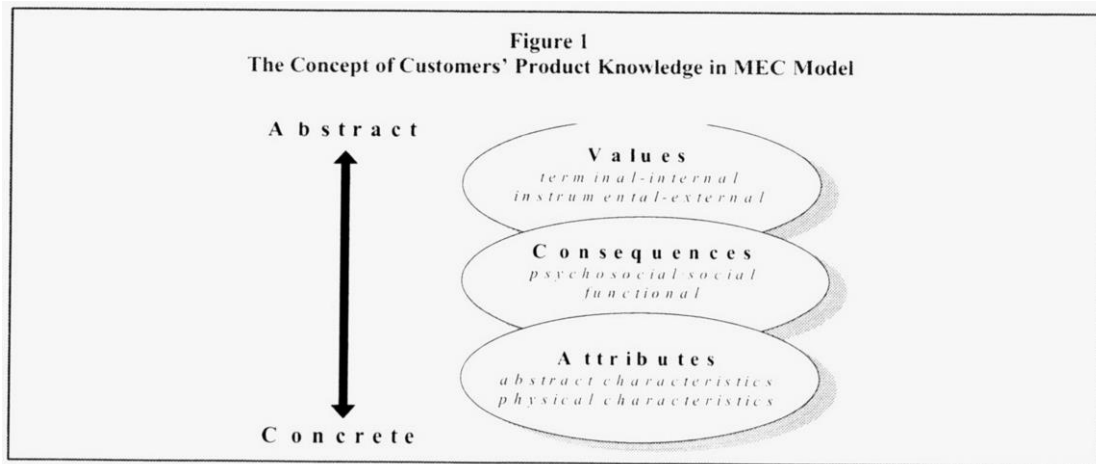 Figure 1
The Concept of Customers' Product Knowledge in MEC Model
Abstract
Values
terminal-internal
instrumental-external
Consequences
psychosocial-social
functional
Attributes
abstract characteristics
physical characteristics
Concrete